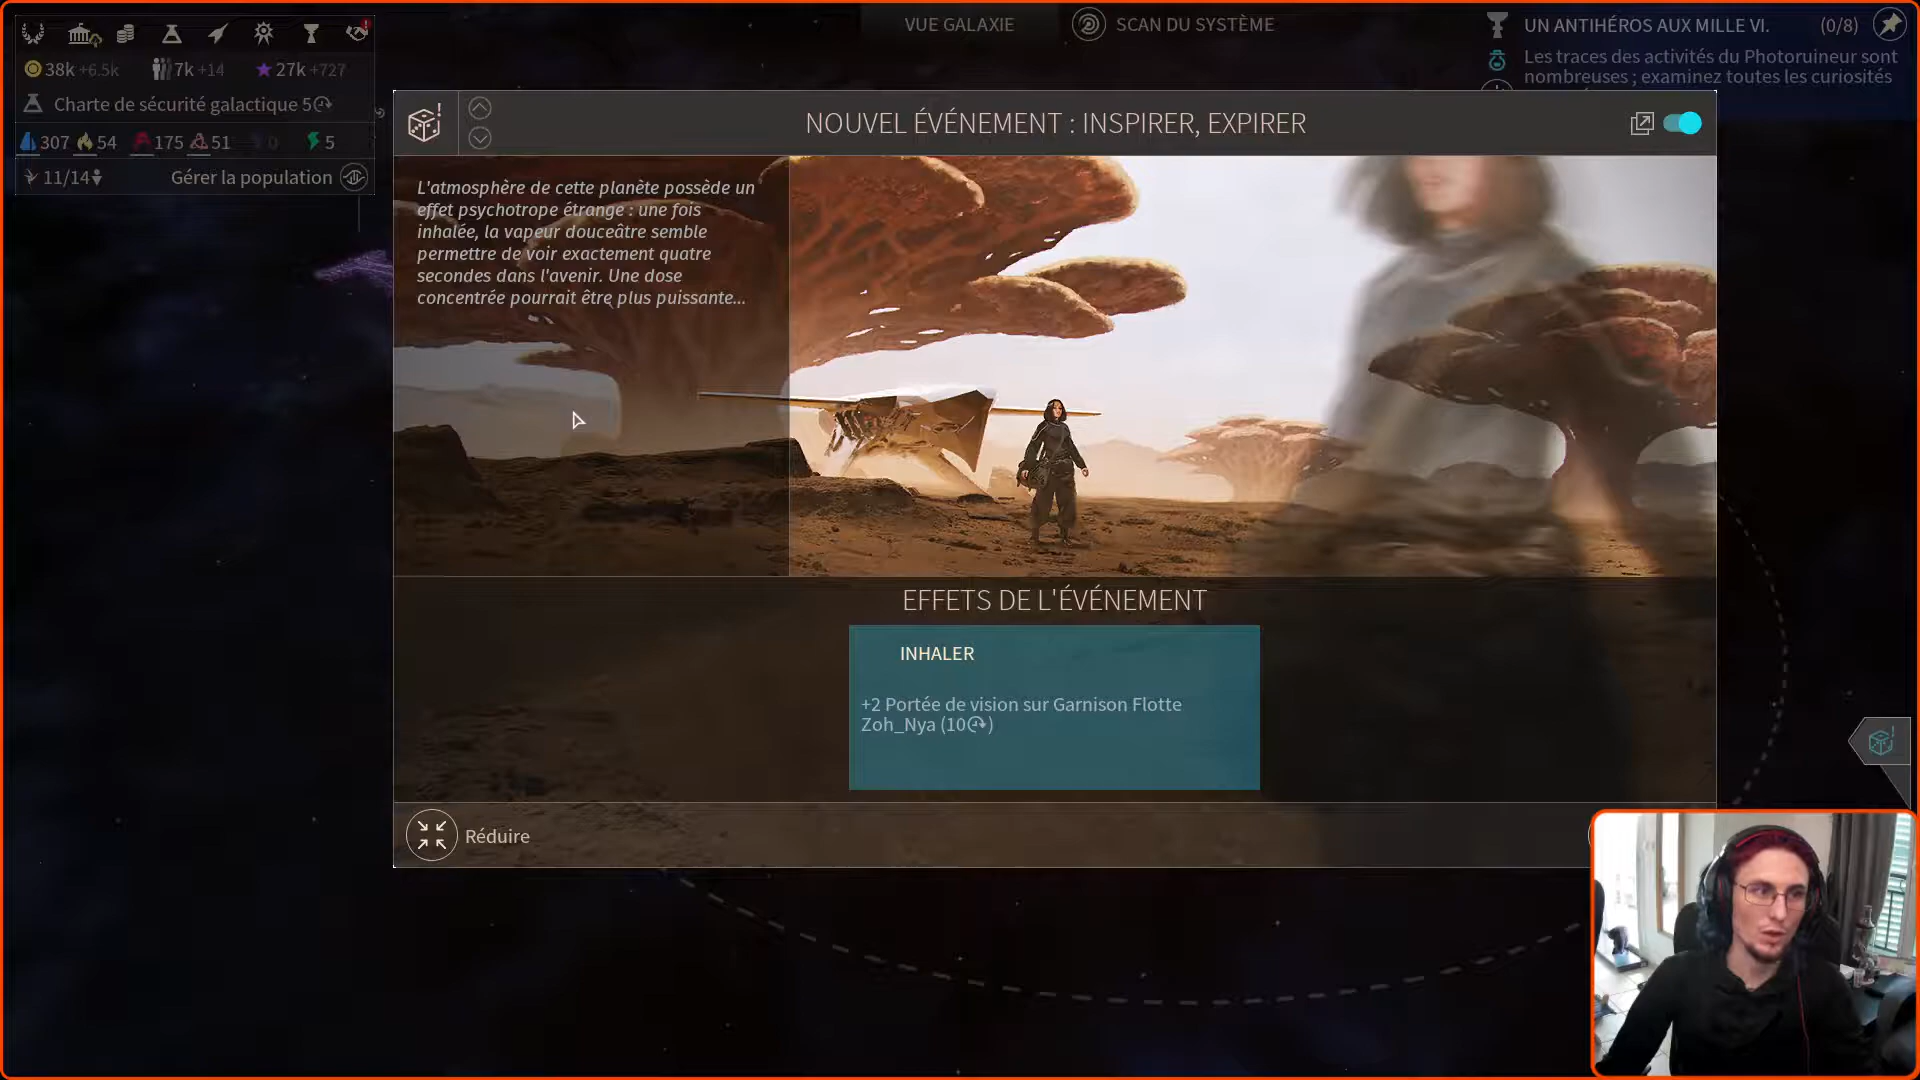 VUE GALAXIE
SCAN DU SYSTÈME
UN ANTIHÉROS AUX MILLE VI.
(0/8)
Les traces des activités du Photoruineur sont
nombreuses ; examinez toutes les curiosités
38k +6.5k
7k +14
27k +727
Charte de sécurité galactique 5
307
54
175
51
0
5
11/14
Gérer la population
NOUVEL ÉVÉNEMENT : INSPIRER, EXPIRER
L'atmosphère de cette planète possède un
effet psychotrope étrange : une fois
inhalée, la vapeur douceâtre semble
permettre de voir exactement quatre
secondes dans l'avenir. Une dose
concentrée pourrait être plus puissante...
EFFETS DE L'ÉVÉNEMENT
INHALER
+2 Portée de vision sur Garnison Flotte
Zoh_Nya (10)
Réduire